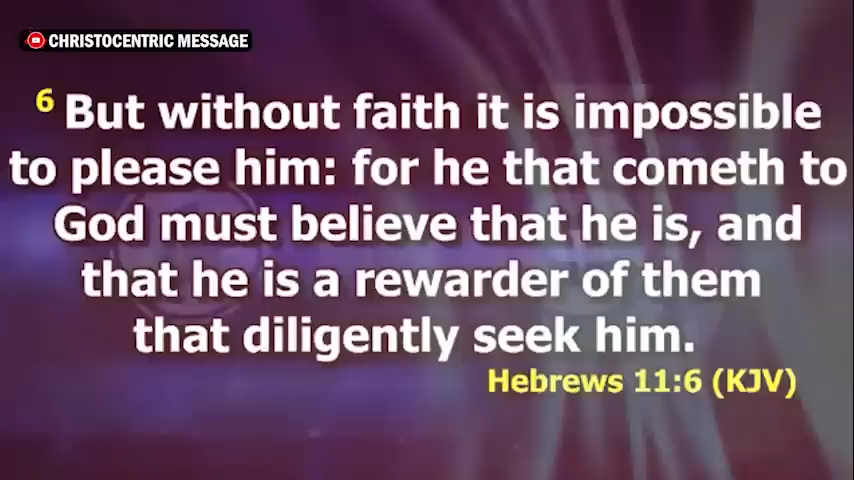 CHRISTOCENTRIC MESSAGE
6 But without faith it is impossible
to please him: for he that cometh to
God must believe that he is, and
that he is a rewarder of them
that diligently seek him.
Hebrews 11:6 (KJV)